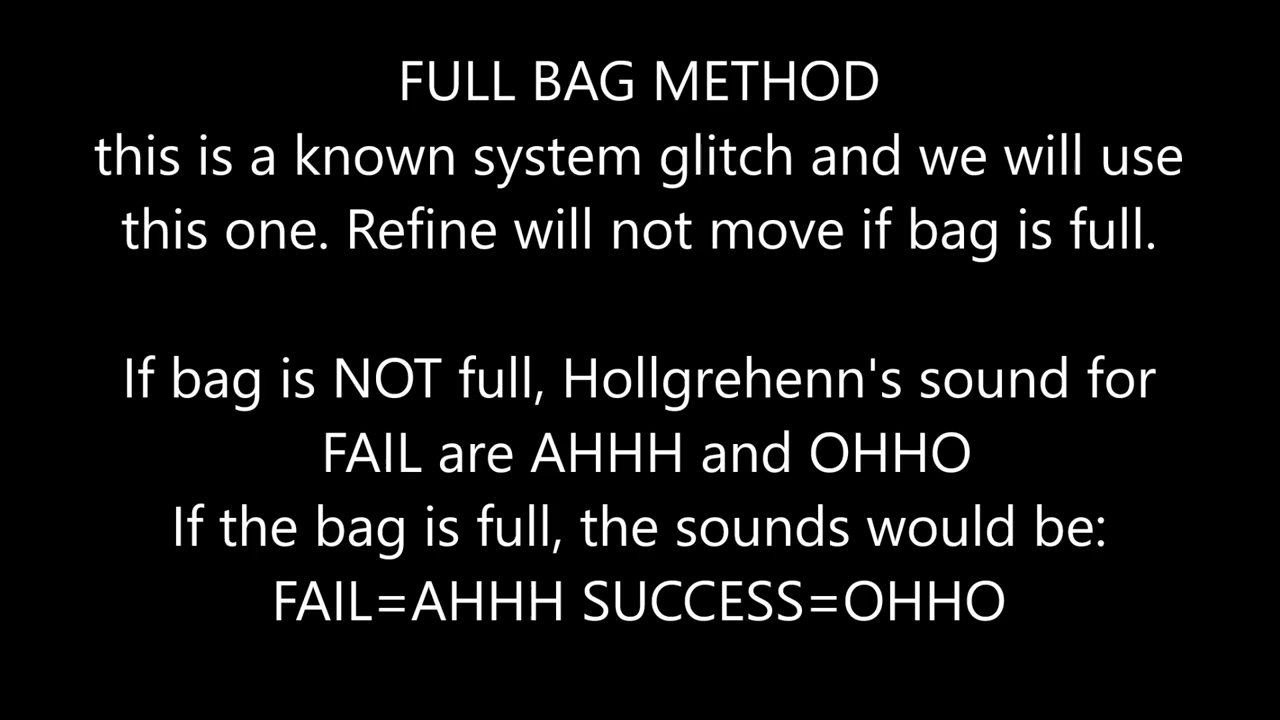 FULL BAG METHOD
this is a known system glitch and we will use
this one. Refine will not move if bag is full.
If bag is NOT full, Hollgrehenn's sound for
FAIL are AHHH and OHHO
If the bag is full, the sounds would be:
FAIL=AHHH SUCCESS=OHHO